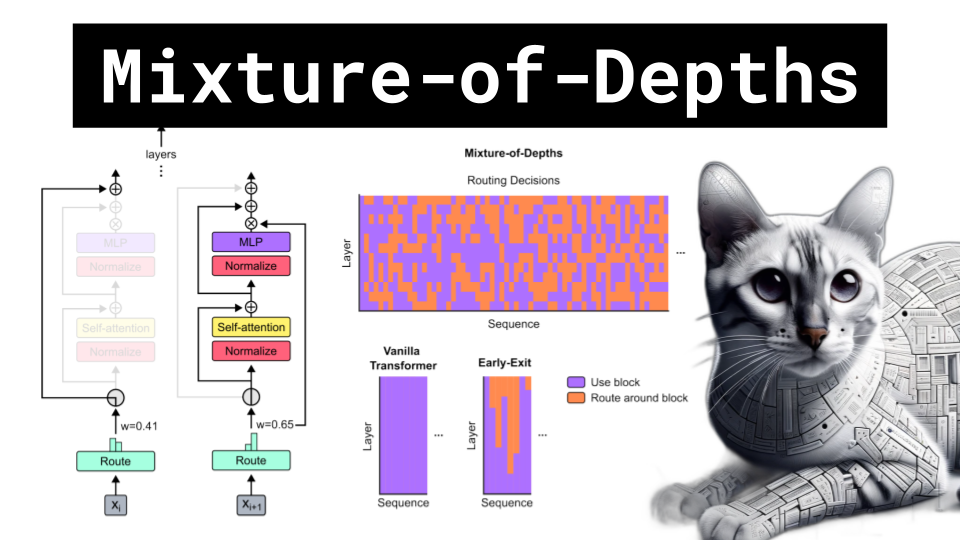 Mixture-of-Depths
layers
MLP
Normalize
Self-attention
Normalize
w=0.41
Route
Xi
MLP
Normalize
Self-attention
Normalize
w=0.65
Route
Xi+1
Mixture-of-Depths
Routing Decisions
Layer
...
Sequence
Vanilla
Transformer
Layer
...
Sequence
Early-Exit
Layer
...
Sequence
Use block
Route around block